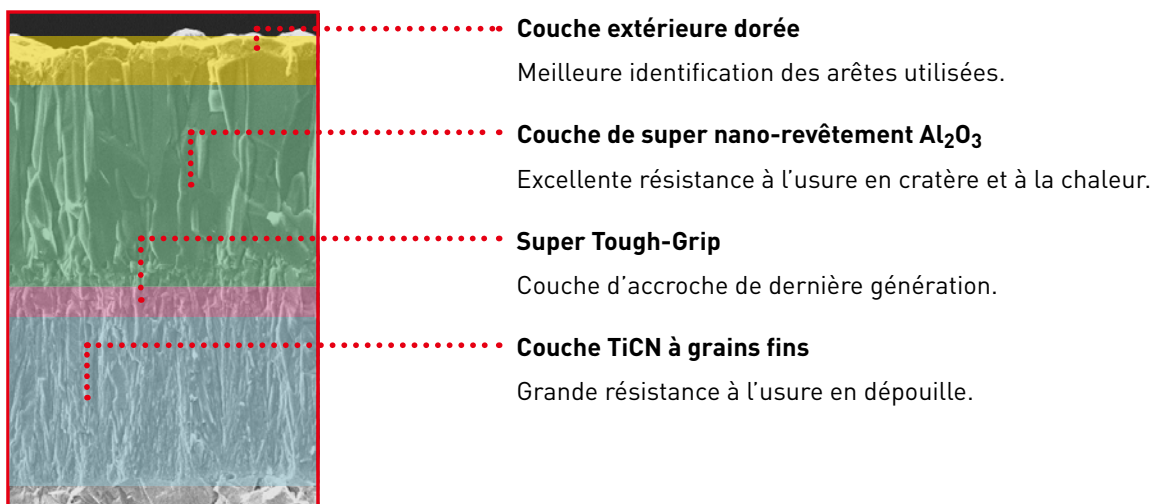 Couche extérieure dorée
Meilleure identification des arêtes utilisées.
Couche de super nano-revêtement Al₂O₃
Excellente résistance à l’usure en cratère et à la chaleur.
Super Tough-Grip
Couche d’accroche de dernière génération.
Couche TiCN à grains fins
Grande résistance à l’usure en dépouille.